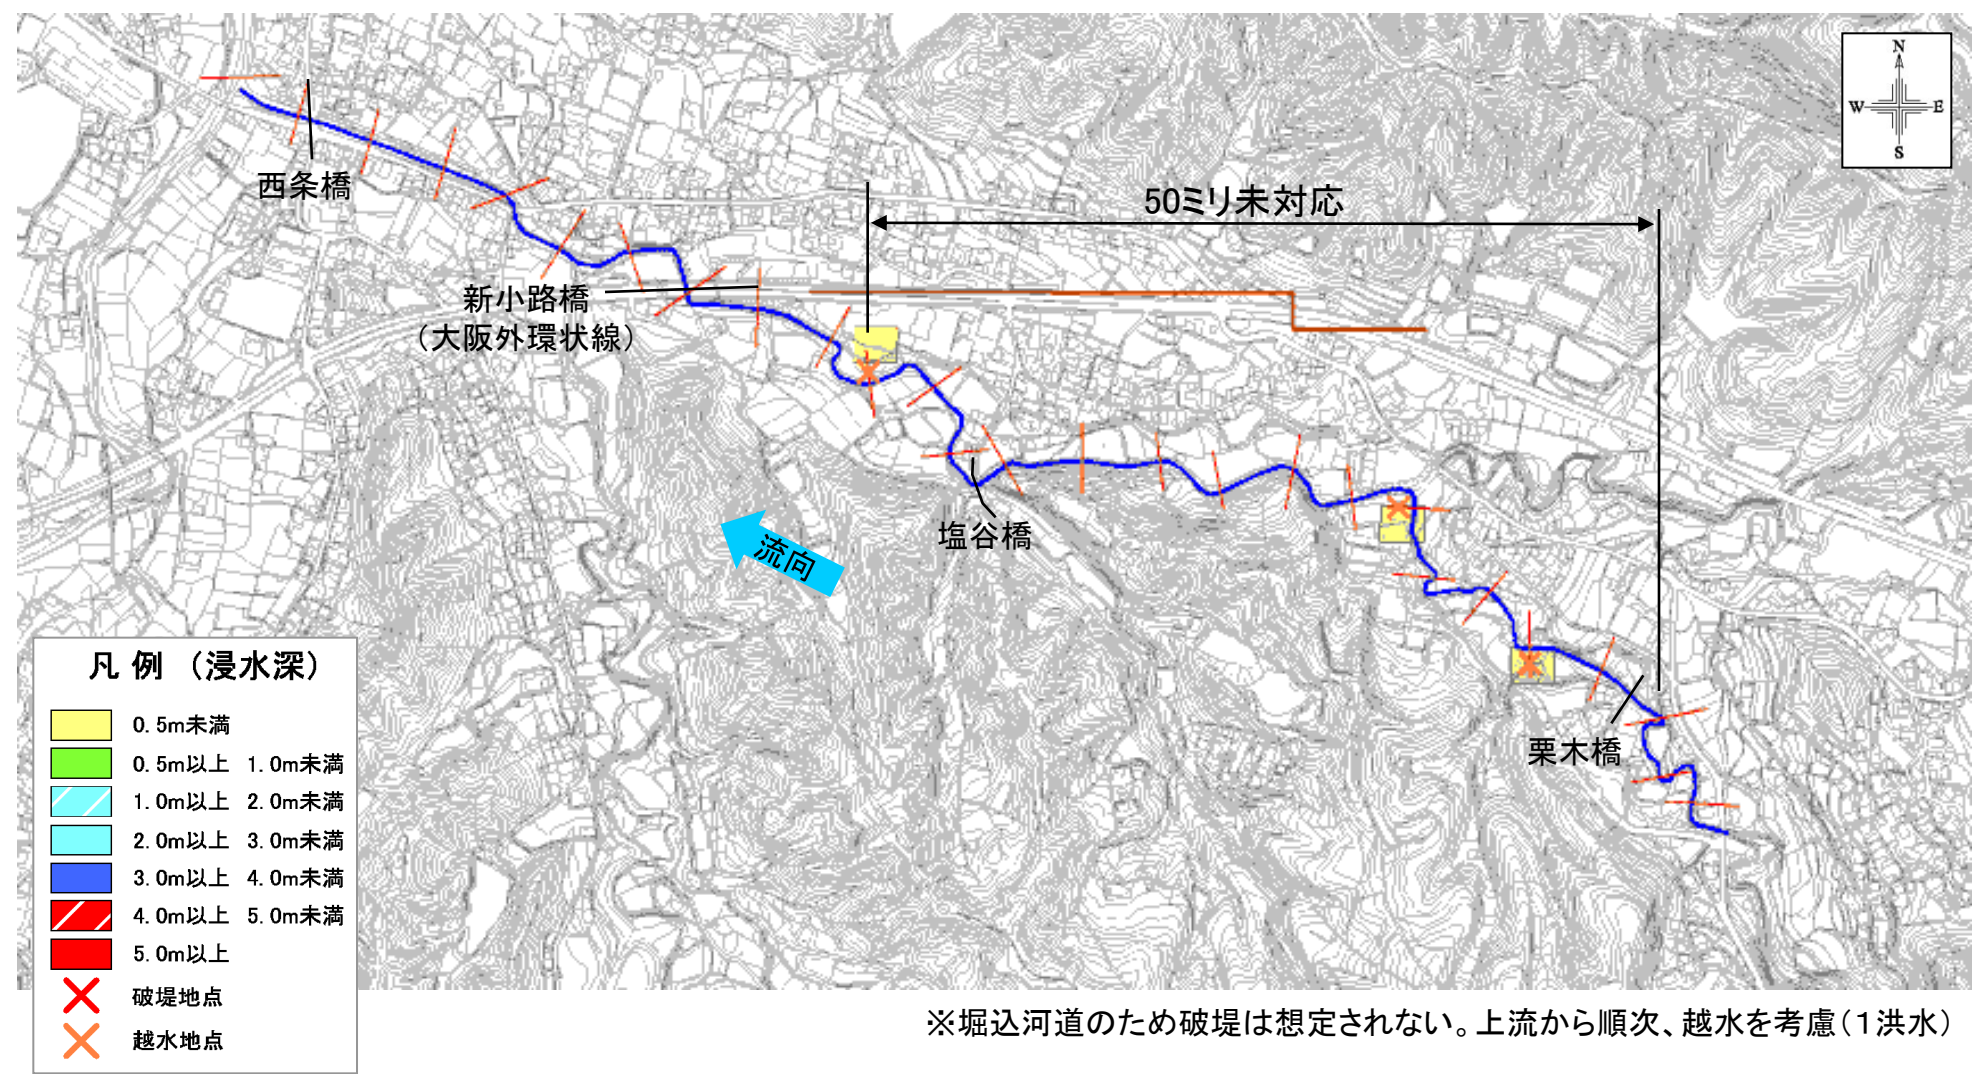 N
W E
S
西条橋
50ミリ未対応
新小路橋
（大阪外環状線）
塩谷橋
流向
栗木橋
凡 例 （浸水深）
0.5m未満
0.5m以上 1.0m未満
1.0m以上 2.0m未満
2.0m以上 3.0m未満
3.0m以上 4.0m未満
4.0m以上 5.0m未満
5.0m以上
破堤地点
越水地点
※堀込河道のため破堤は想定されない。上流から順次、越水を考慮（１洪水）